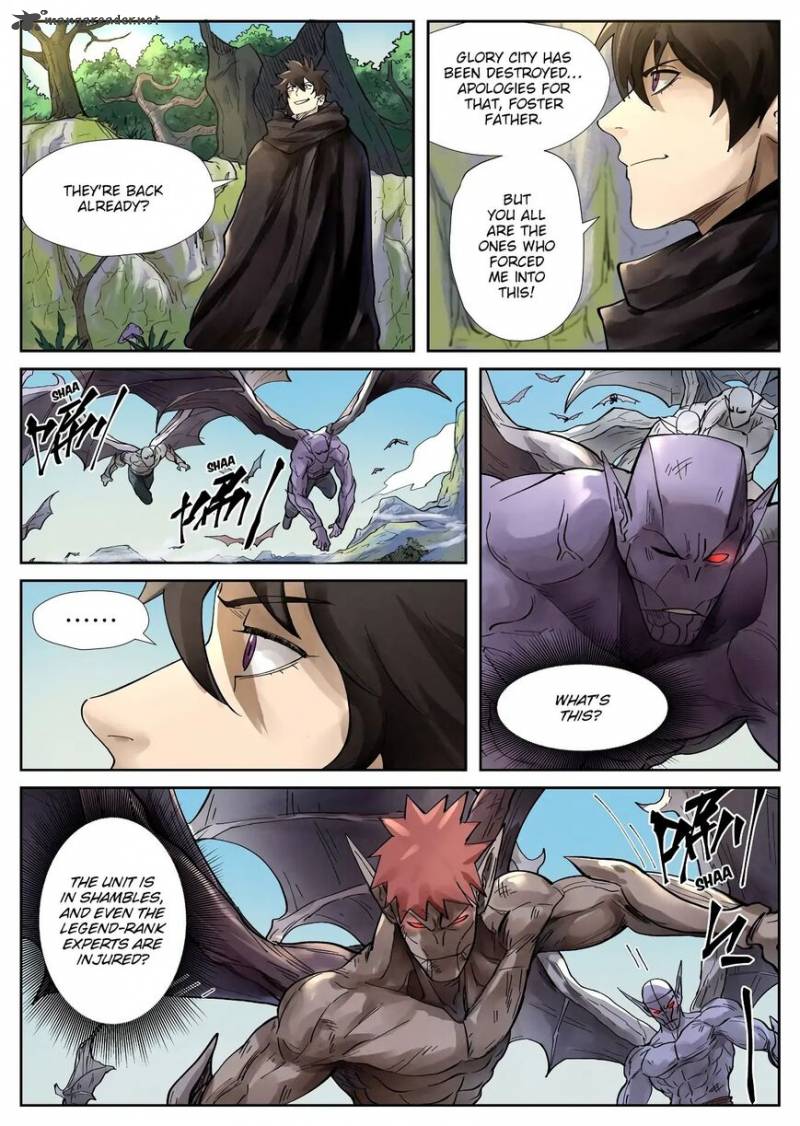 mangareader.net
THEY'RE BACK
ALREADY?
GLORY CITY HAS
BEEN DESTROYED...
APOLOGIES FOR
THAT, FOSTER
FATHER.
BUT
YOU ALL
ARE THE
ONES WHO
FORCED
ME INTO
THIS!
SHAA
SHAA
WHAT'S
THIS?
......
THE UNIT IS
IN SHAMBLES,
AND EVEN THE
LEGEND-RANK
EXPERTS ARE
INJURED?
SHAA